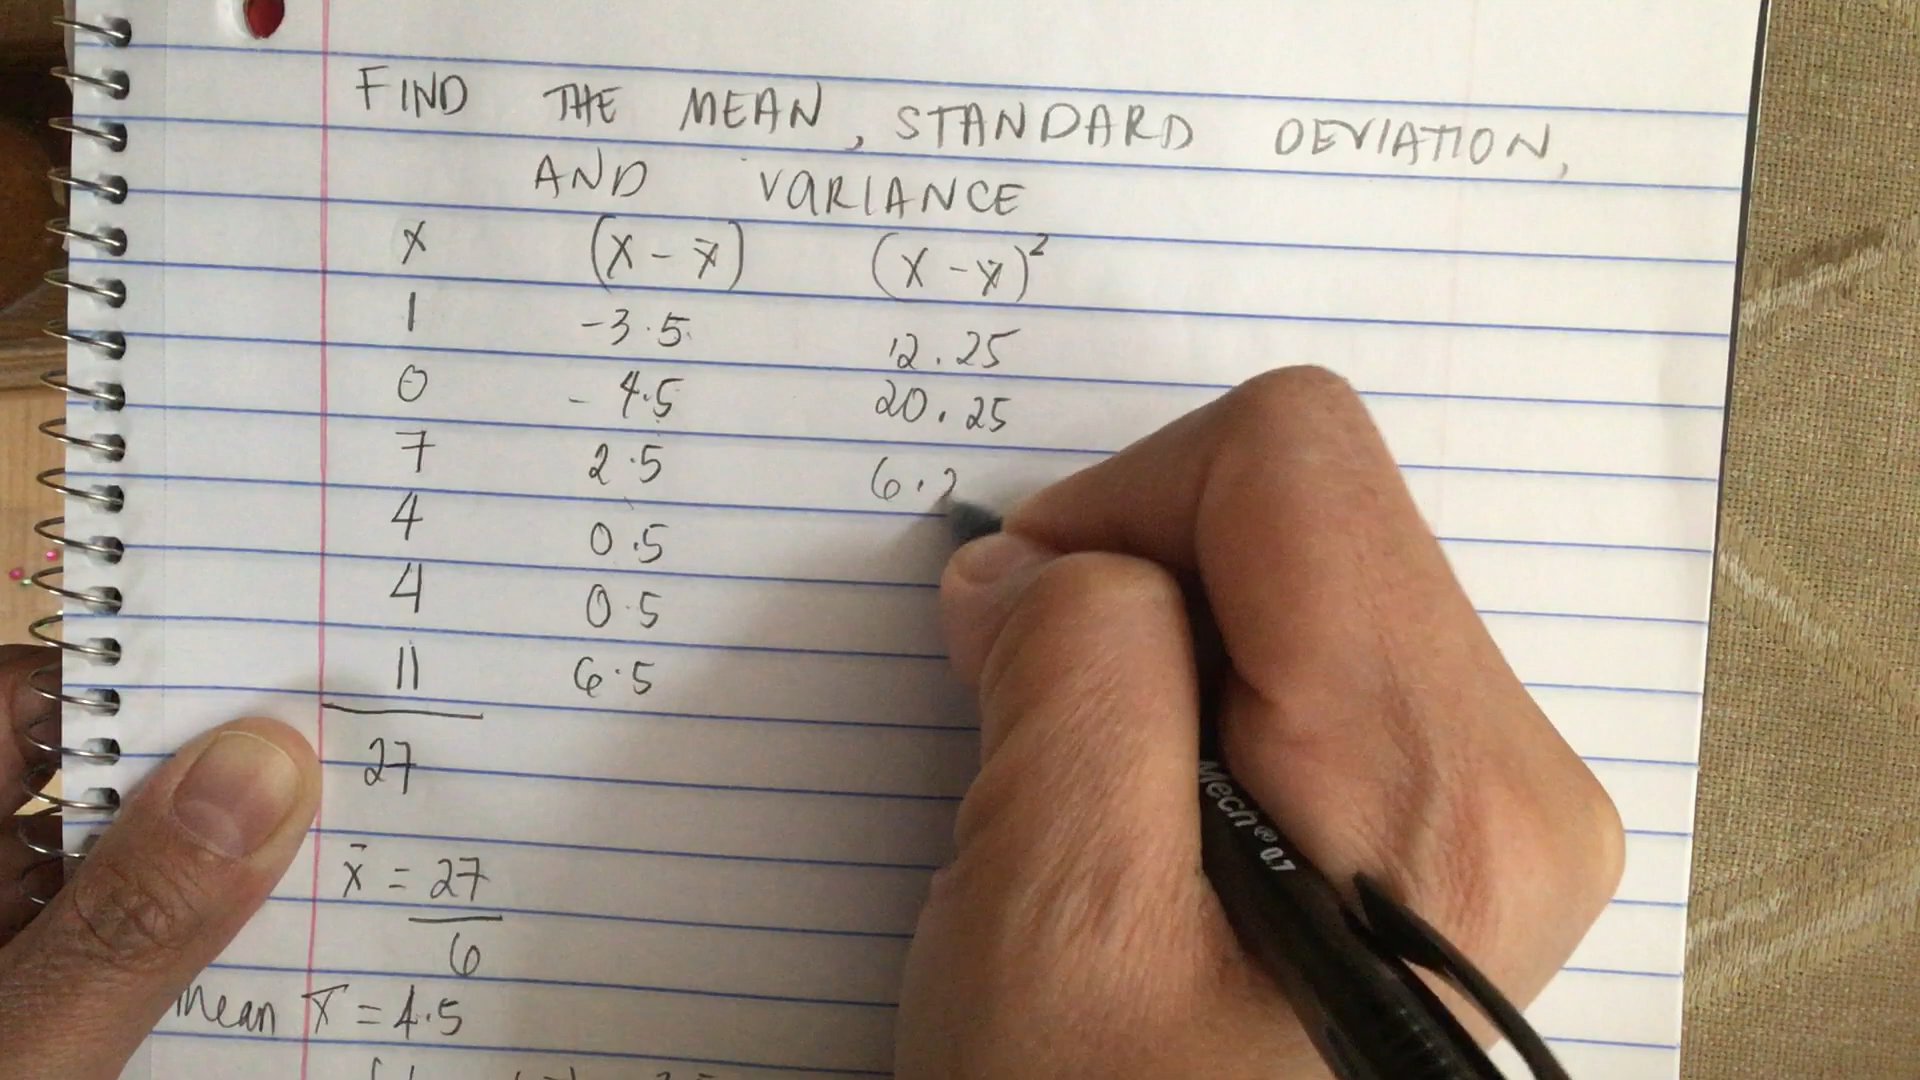 FIND THE MEAN, STANDARD DEVIATION,
AND VARIANCE
x (x - x̄) (x - x̄)²
1 -3.5 12.25
0 -4.5 20.25
7 2.5 6.2
4 0.5
4 0.5
11 6.5
27
x̄ = 27
6
Mean x̄ = 4.5
Mech® 0.7